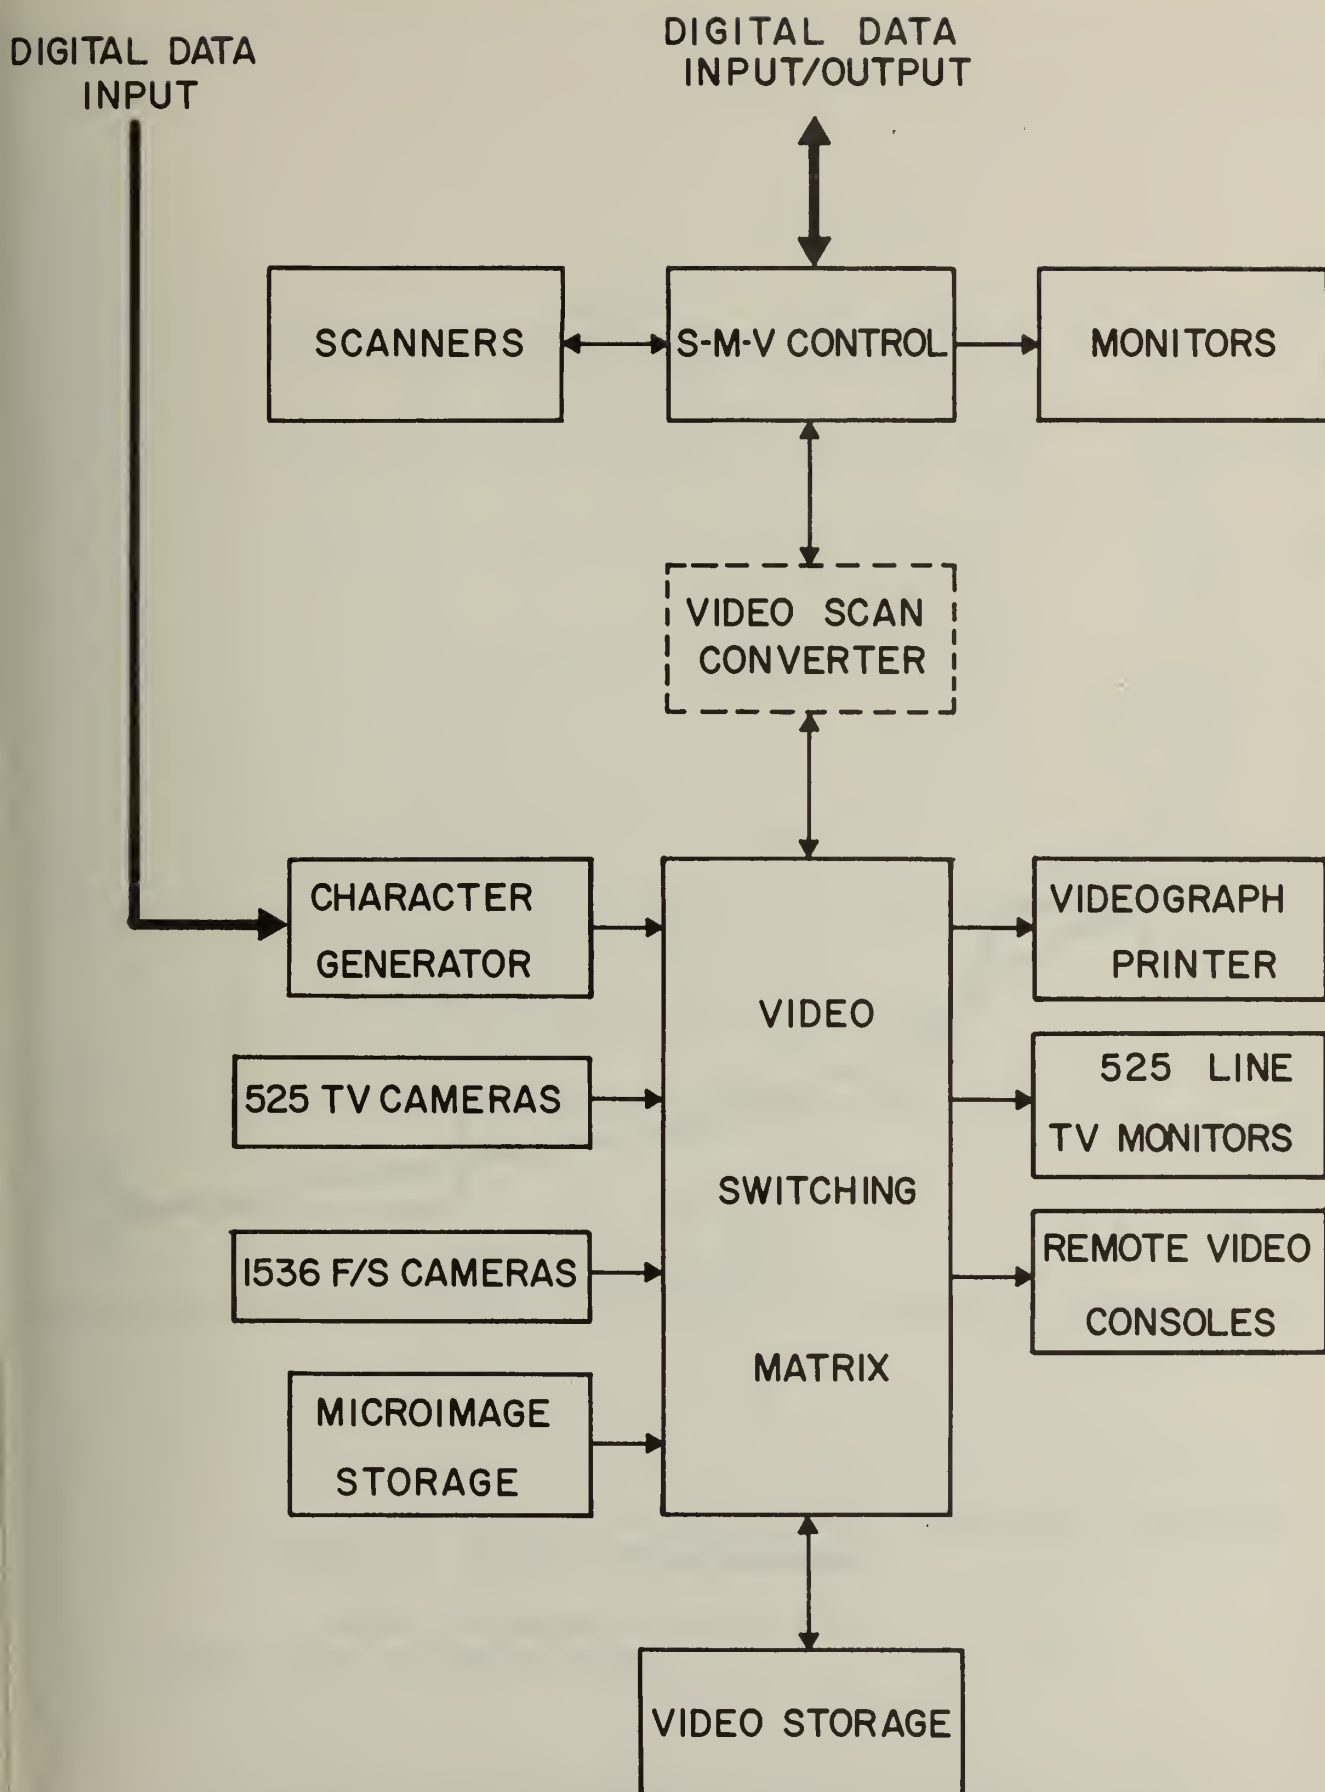 DIGITAL DATA
INPUT
DIGITAL DATA
INPUT/OUTPUT
SCANNERS
S-M-V CONTROL
MONITORS
VIDEO SCAN
CONVERTER
CHARACTER
GENERATOR
525 TV CAMERAS
1536 F/S CAMERAS
MICROIMAGE
STORAGE
VIDEO
SWITCHING
MATRIX
VIDEOGRAPH
PRINTER
525 LINE
TV MONITORS
REMOTE VIDEO
CONSOLES
VIDEO STORAGE